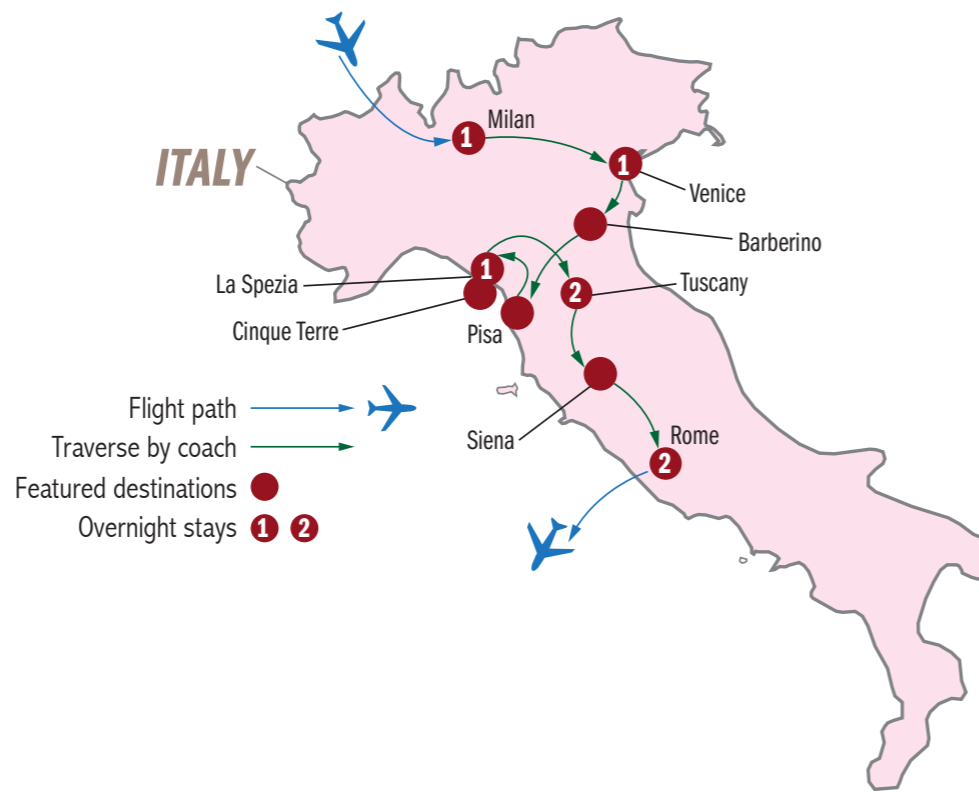 Milan
1
ITALY
1
Venice
Barberino
1
La Spezia
2
Tuscany
Cinque Terre
Pisa
Flight path
Traverse by coach
Siena
Rome
2
Featured destinations
Overnight stays 1 2